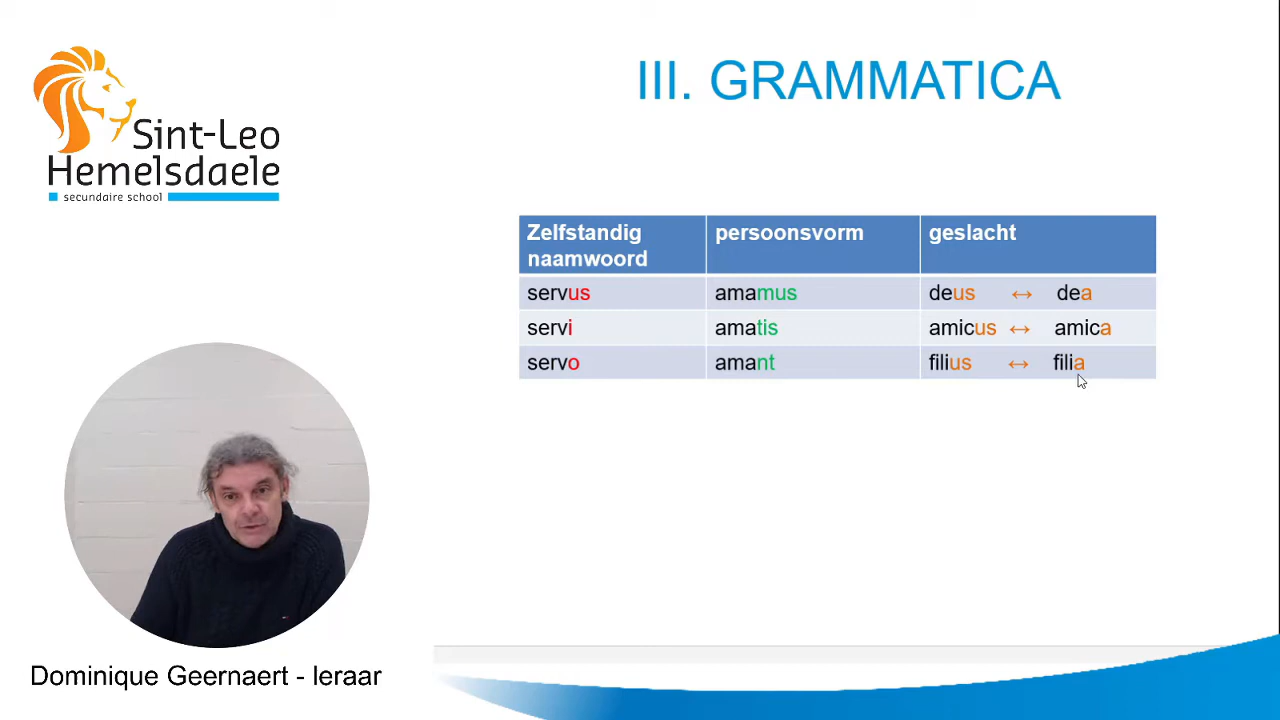 Sint-Leo
Hemelsdaele
secundaire school
III. GRAMMATICA
Zelfstandig naamwoord persoonsvorm geslacht
servus amamus deus ↔ dea
servi amatis amicus ↔ amica
servo amant filius ↔ filia
Dominique Geernaert - leraar